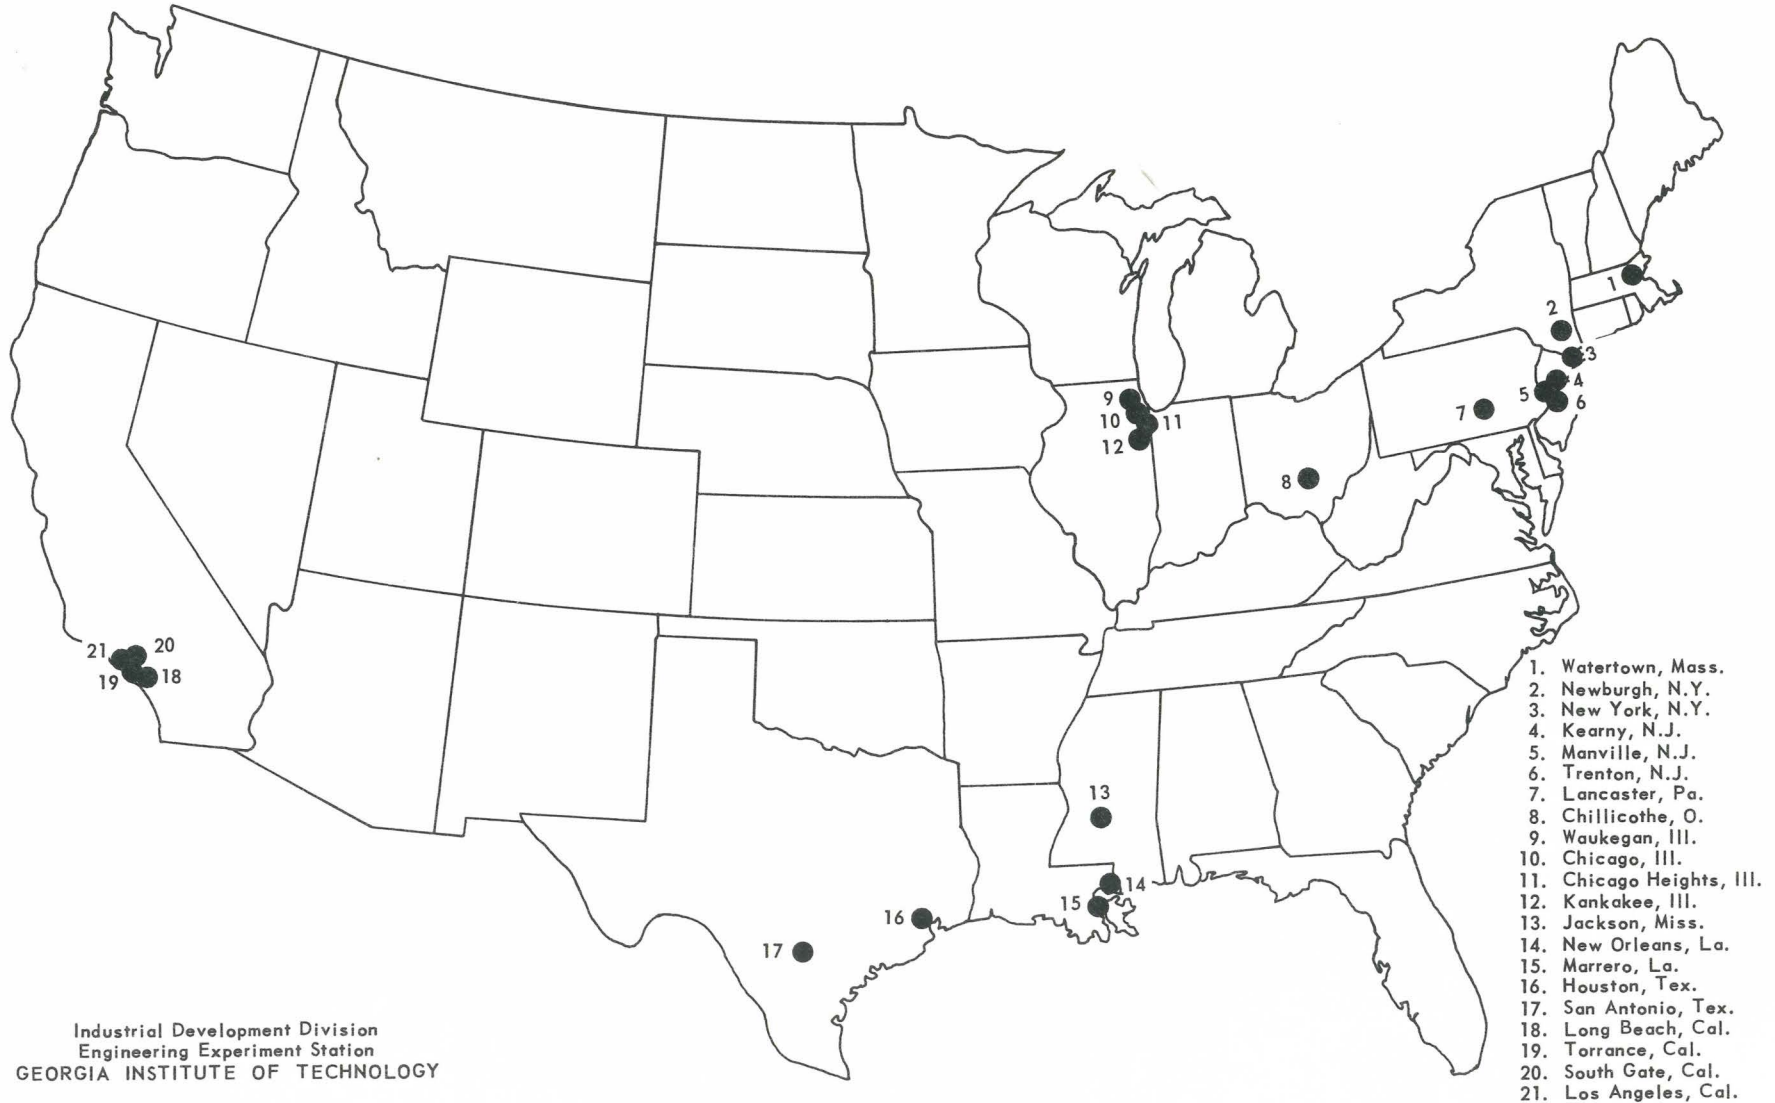 1
2
3
4
5
6
7
8
9
10
11
12
13
14
15
16
17
18
19
20
21
1. Watertown, Mass.
2. Newburgh, N.Y.
3. New York, N.Y.
4. Kearny, N.J.
5. Manville, N.J.
6. Trenton, N.J.
7. Lancaster, Pa.
8. Chillicothe, O.
9. Waukegan, Ill.
10. Chicago, Ill.
11. Chicago Heights, Ill.
12. Kankakee, Ill.
13. Jackson, Miss.
14. New Orleans, La.
15. Marrero, La.
16. Houston, Tex.
17. San Antonio, Tex.
18. Long Beach, Cal.
19. Torrance, Cal.
20. South Gate, Cal.
21. Los Angeles, Cal.
Industrial Development Division
Engineering Experiment Station
GEORGIA INSTITUTE OF TECHNOLOGY